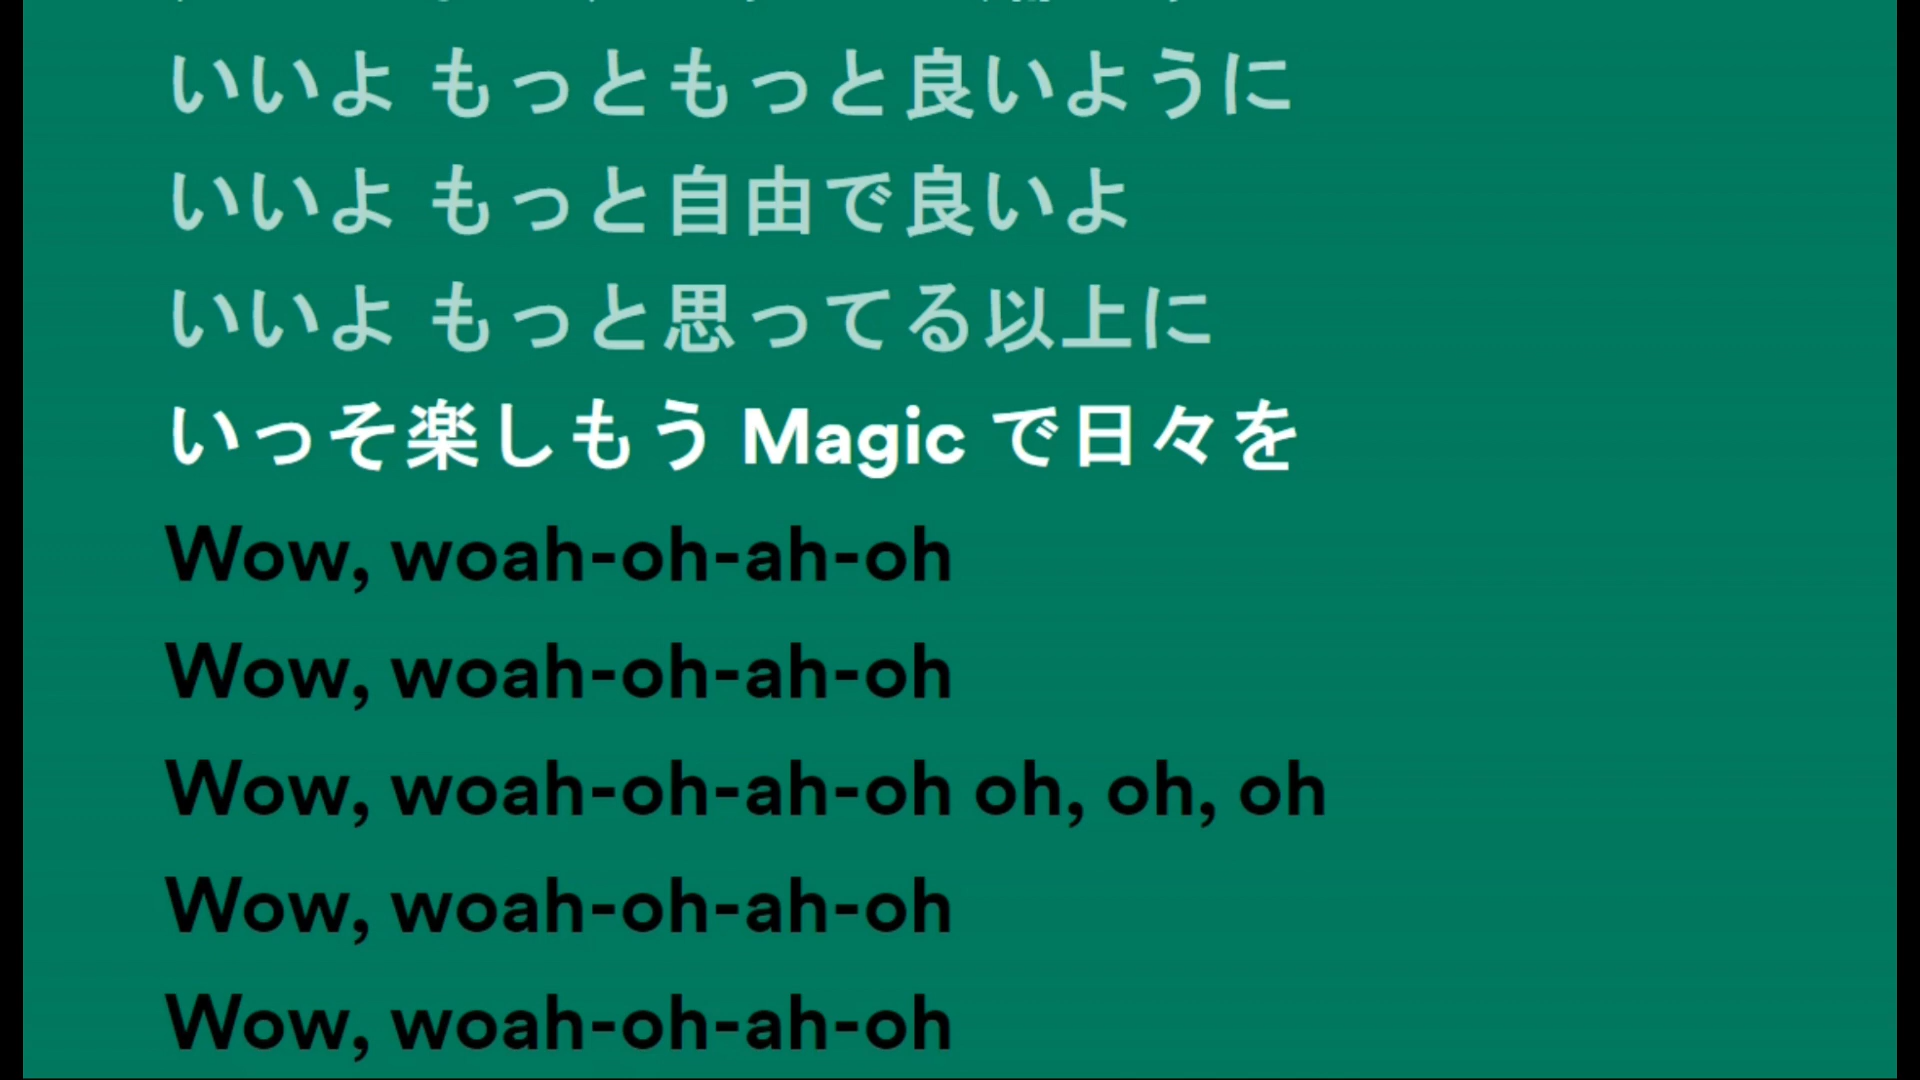 いいよ もっともっと良いように
いいよ もっと自由で良いよ
いいよ もっと思ってる以上に
いっそ楽しもう Magic で日々を
Wow, woah-oh-ah-oh
Wow, woah-oh-ah-oh
Wow, woah-oh-ah-oh oh, oh, oh
Wow, woah-oh-ah-oh
Wow, woah-oh-ah-oh